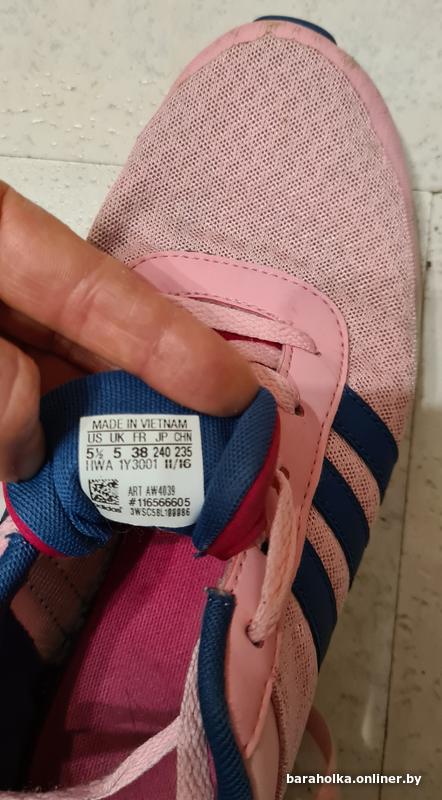 MADE IN VIETNAM
US UK FR JP CHN
5½ 5 38 240 235
1Y3001 11/16
ART AW4039
#116566605
baraholka.onliner.by